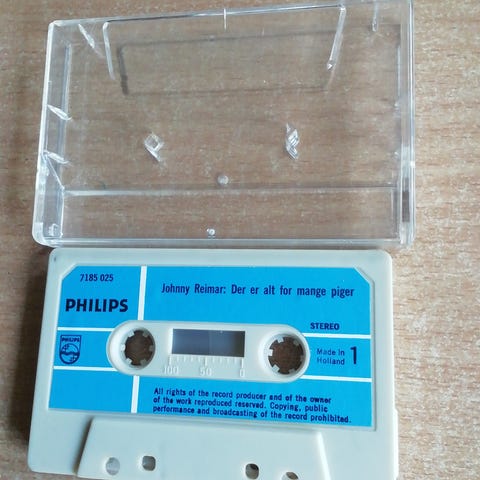 7185 025
Johnny Reimar: Der er alt for mange piger
PHILIPS
STEREO
PHILIPS
Made in
Holland
1
100 50 0
All rights of the record producer and of the owner
of the work reproduced reserved. Copying, public
performance and broadcasting of the record prohibited.